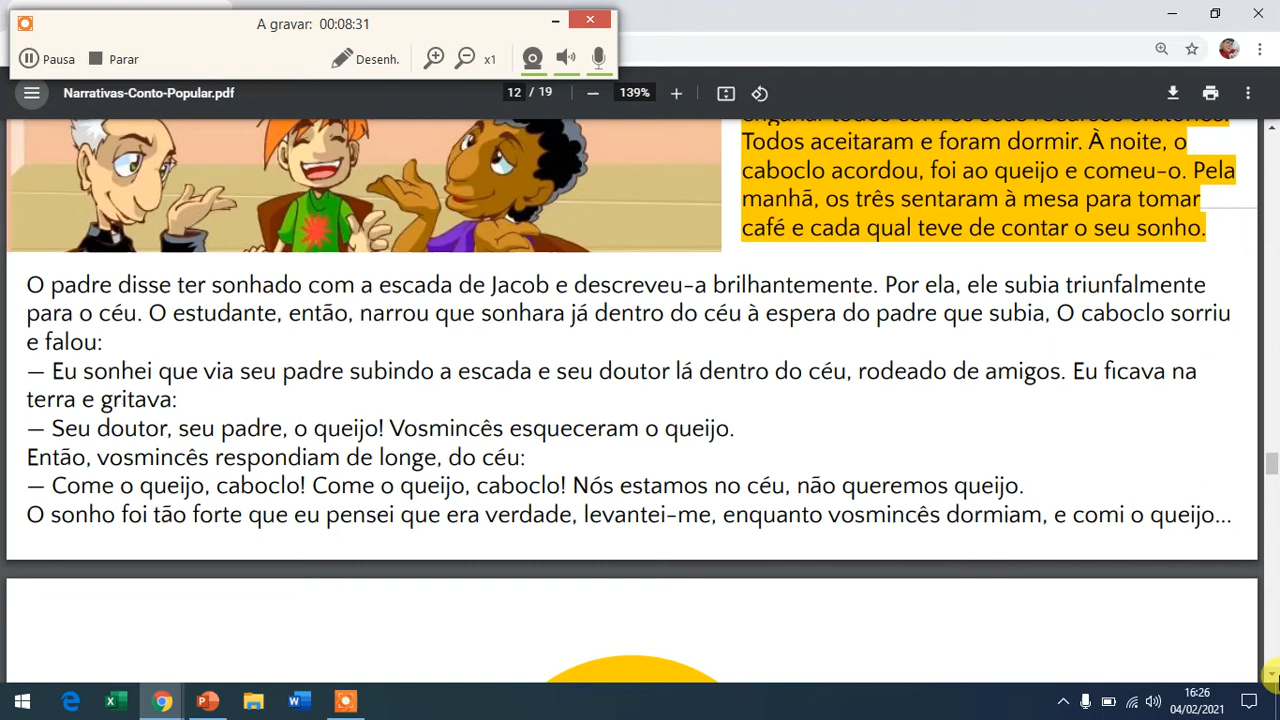 A gravar: 00:08:31
Pausa
Parar
Desenh.
x1
Narrativas-Conto-Popular.pdf
12 / 19
139%
enganar todos com os seus recursos oratórios.
Todos aceitaram e foram dormir. À noite, o
caboclo acordou, foi ao queijo e comeu-o. Pela
manhã, os três sentaram à mesa para tomar
café e cada qual teve de contar o seu sonho.
O padre disse ter sonhado com a escada de Jacob e descreveu-a brilhantemente. Por ela, ele subia triunfalmente
para o céu. O estudante, então, narrou que sonhara já dentro do céu à espera do padre que subia, O caboclo sorriu
e falou:
— Eu sonhei que via seu padre subindo a escada e seu doutor lá dentro do céu, rodeado de amigos. Eu ficava na
terra e gritava:
— Seu doutor, seu padre, o queijo! Vosmincês esqueceram o queijo.
Então, vosmincês respondiam de longe, do céu:
— Come o queijo, caboclo! Come o queijo, caboclo! Nós estamos no céu, não queremos queijo.
O sonho foi tão forte que eu pensei que era verdade, levantei-me, enquanto vosmincês dormiam, e comi o queijo...
16:26
04/02/2021